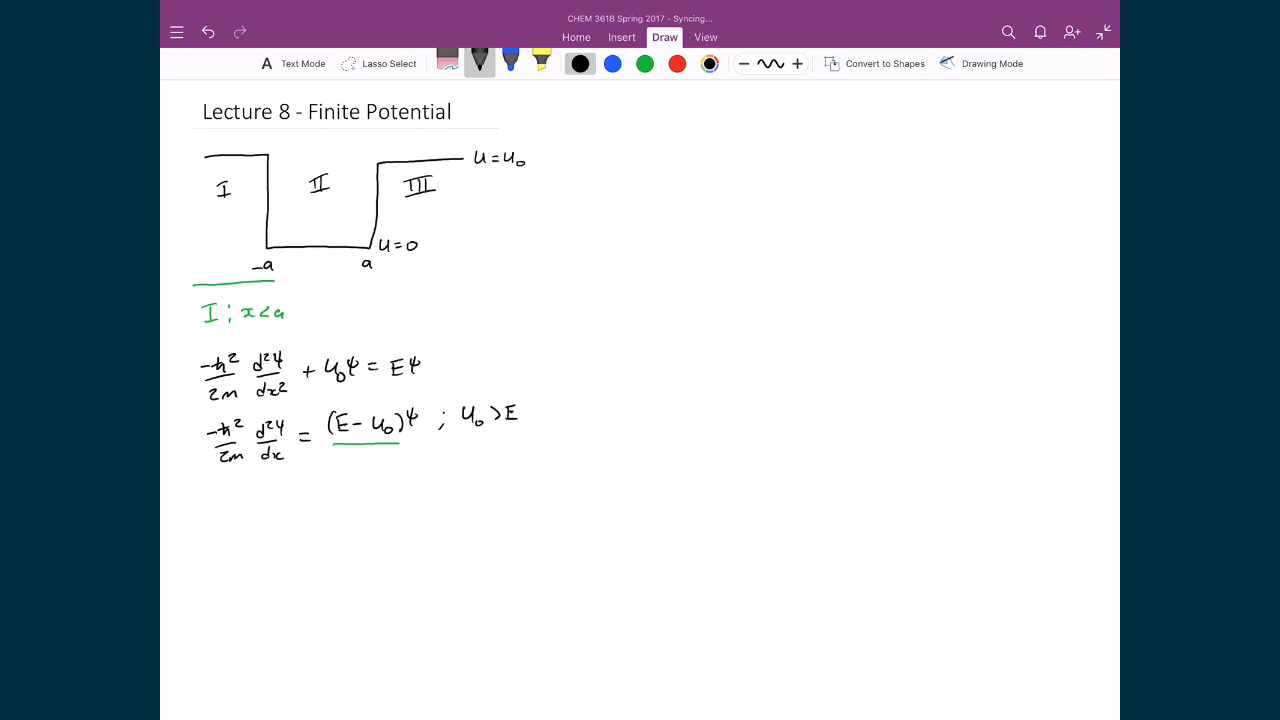 CHEM 361B Spring 2017 - Syncing...
Home Insert Draw View
A Text Mode Lasso Select Convert to Shapes Drawing Mode
Lecture 8 - Finite Potential
I II III U = U₀
U = 0
-a a
I ; x < a
-ħ²/2m d²ψ/dx² + U₀ψ = Eψ
-ħ²/2m d²ψ/dx = (E - U₀)ψ ; U₀ > E